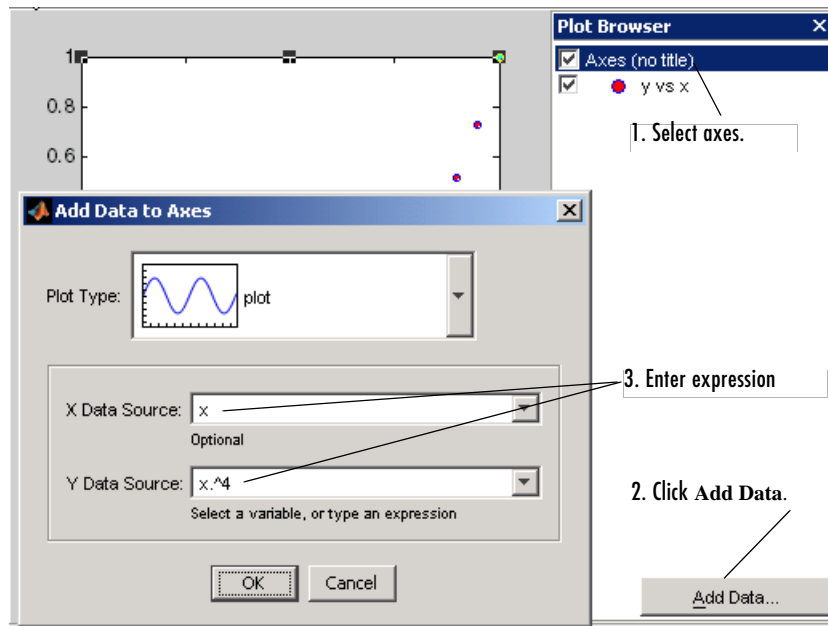 Plot Browser
Axes (no title)
y vs x
1. Select axes.
1
0.8
0.6
Add Data to Axes
Plot Type: plot
3. Enter expression
X Data Source: x
Optional
Y Data Source: x.^4
Select a variable, or type an expression
2. Click Add Data.
OK Cancel
Add Data...